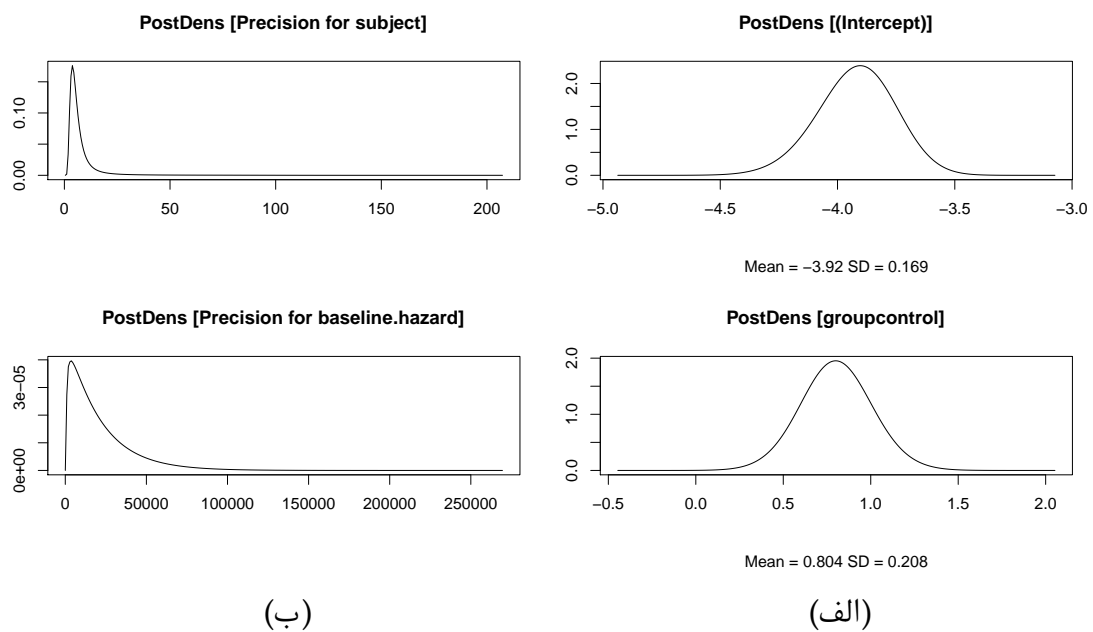 PostDens [Precision for subject]
0.00 0.10
0 50 100 150 200
PostDens [(Intercept)]
0.0 1.0 2.0
−5.0 −4.5 −4.0 −3.5 −3.0
Mean = −3.92 SD = 0.169
PostDens [Precision for baseline.hazard]
0e+00 3e−05
0 50000 100000 150000 200000 250000
PostDens [groupcontrol]
0.0 1.0 2.0
−0.5 0.0 0.5 1.0 1.5 2.0
Mean = 0.804 SD = 0.208
(الف)
(ب)